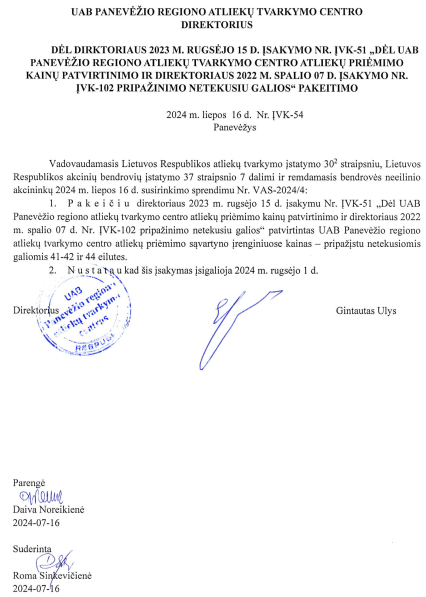 UAB PANEVĖŽIO REGIONO ATLIEKŲ TVARKYMO CENTRO
DIREKTORIUS
DĖL DIRKTORIAUS 2023 M. RUGSĖJO 15 D. ĮSAKYMO NR. ĮVK-51 „DĖL UAB
PANEVĖŽIO REGIONO ATLIEKŲ TVARKYMO CENTRO ATLIEKŲ PRIĖMIMO
KAINŲ PATVIRTINIMO IR DIREKTORIAUS 2022 M. SPALIO 07 D. ĮSAKYMO NR.
ĮVK-102 PRIPAŽINIMO NETEKUSIU GALIOS“ PAKEITIMO
2024 m. liepos 16 d. Nr. ĮVK-54
Panevėžys
Vadovaudamasis Lietuvos Respublikos atliekų tvarkymo įstatymo 30² straipsniu, Lietuvos
Respublikos akcinių bendrovių įstatymo 37 straipsnio 7 dalimi ir remdamasis bendrovės neeilinio
akcininkų 2024 m. liepos 16 d. susirinkimo sprendimu Nr. VAS-2024/4:
1. P a k e i č i u direktoriaus 2023 m. rugsėjo 15 d. įsakymu Nr. ĮVK-51 „Dėl UAB
Panevėžio regiono atliekų tvarkymo centro atliekų priėmimo kainų patvirtinimo ir direktoriaus 2022
m. spalio 07 d. Nr. ĮVK-102 pripažinimo netekusiu galios“ patvirtintas UAB Panevėžio regiono
atliekų tvarkymo centro atliekų priėmimo sąvartyno įrenginiuose kainas – pripažįstu netekusiomis
galiomis 41-42 ir 44 eilutes.
2. N u s t a t a u kad šis įsakymas įsigalioja 2024 m. rugsėjo 1 d.
Direktorius
Gintautas Ulys
UAB
Panevėžio regiono
atliekų tvarkymo
centras
Parengė
Daiva Noreikienė
2024-07-16
Suderinta
Roma Sinkevičienė
2024-07-16